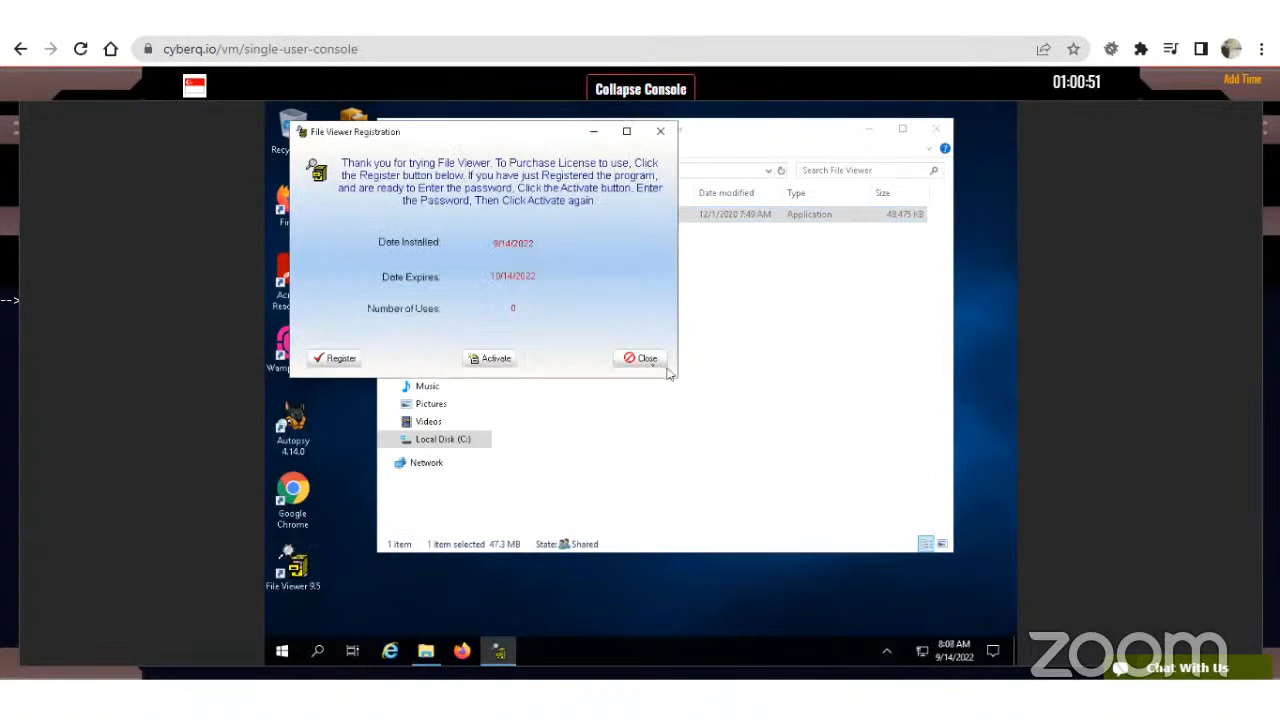 cyberq.io/vm/single-user-console
Collapse Console
01:00:51
Add Time
File Viewer Registration
Thank you for trying File Viewer. To Purchase License to use, Click
the Register button below. If you have just Registered the program,
and are ready to Enter the password, Click the Activate button. Enter
the Password, Then Click Activate again
Date Installed: 9/14/2022
Date Expires: 10/14/2022
Number of Uses: 0
Register
Activate
Close
Search File Viewer
Date modified Type Size
12/1/2020 7:49 AM Application 48,475 KB
Music
Pictures
Videos
Local Disk (C:)
Network
1 item 1 item selected 47.3 MB State: Shared
Recy
Fir
Acr
Read
Wamp
Autopsy
4.14.0
Google
Chrome
File Viewer 9.5
-->
8:08 AM
9/14/2022
zoom
Chat With Us